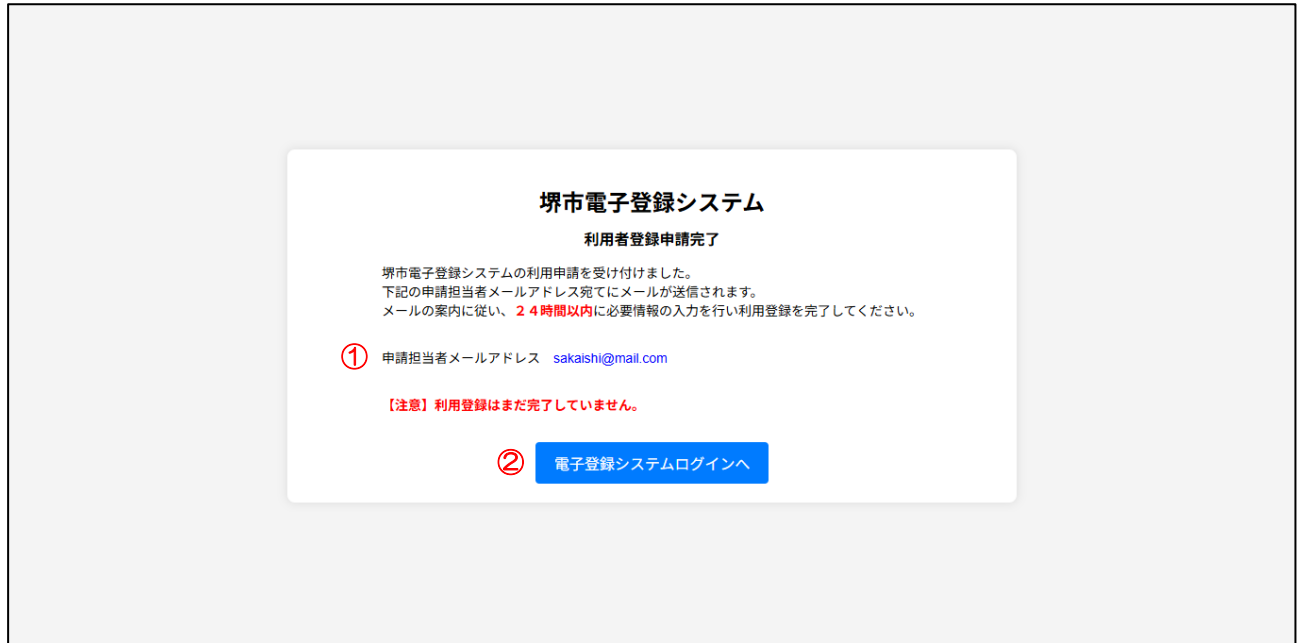 堺市電子登録システム
利用者登録申請完了
堺市電子登録システムの利用申請を受け付けました。
下記の申請担当者メールアドレス宛てにメールが送信されます。
メールの案内に従い、２４時間以内に必要情報の入力を行い利用登録を完了してください。
① 申請担当者メールアドレス　sakaishi@mail.com
【注意】利用登録はまだ完了していません。
② 電子登録システムログインへ